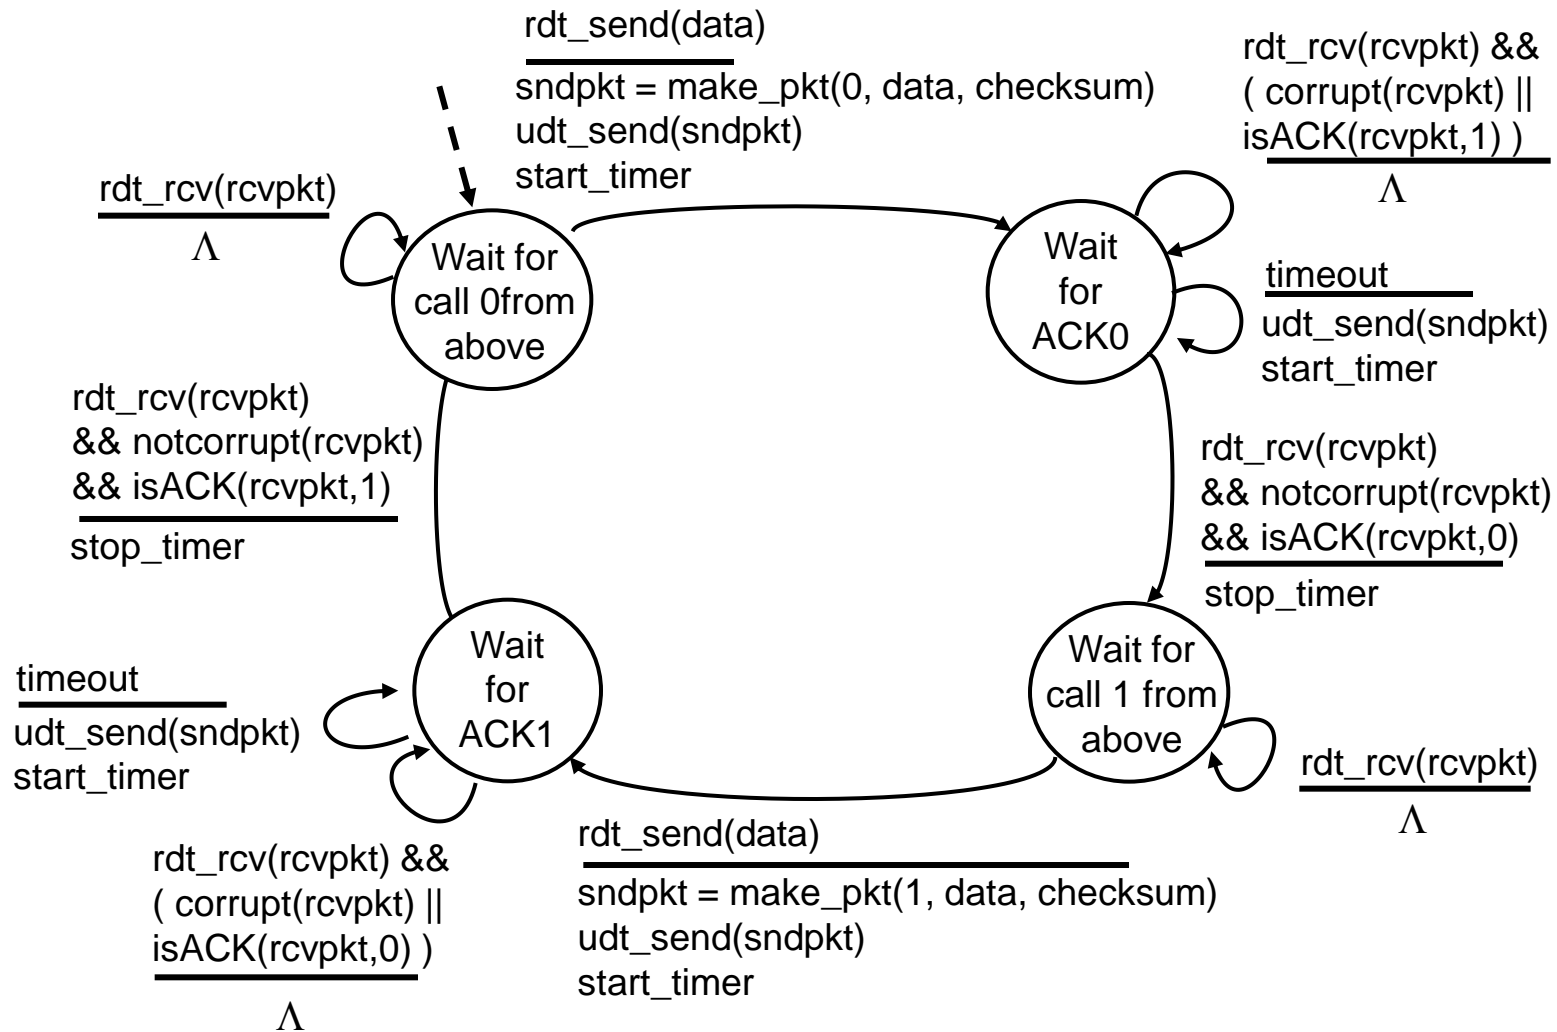 rdt_send(data)
sndpkt = make_pkt(0, data, checksum)
udt_send(sndpkt)
start_timer
rdt_rcv(rcvpkt) &&
( corrupt(rcvpkt) ||
isACK(rcvpkt,1) )
Λ
rdt_rcv(rcvpkt)
Λ
Wait for
call 0from
above
Wait
for
ACK0
timeout
udt_send(sndpkt)
start_timer
rdt_rcv(rcvpkt)
&& notcorrupt(rcvpkt)
&& isACK(rcvpkt,1)
stop_timer
rdt_rcv(rcvpkt)
&& notcorrupt(rcvpkt)
&& isACK(rcvpkt,0)
stop_timer
Wait
for
ACK1
Wait for
call 1 from
above
timeout
udt_send(sndpkt)
start_timer
rdt_rcv(rcvpkt)
Λ
rdt_rcv(rcvpkt) &&
( corrupt(rcvpkt) ||
isACK(rcvpkt,0) )
Λ
rdt_send(data)
sndpkt = make_pkt(1, data, checksum)
udt_send(sndpkt)
start_timer